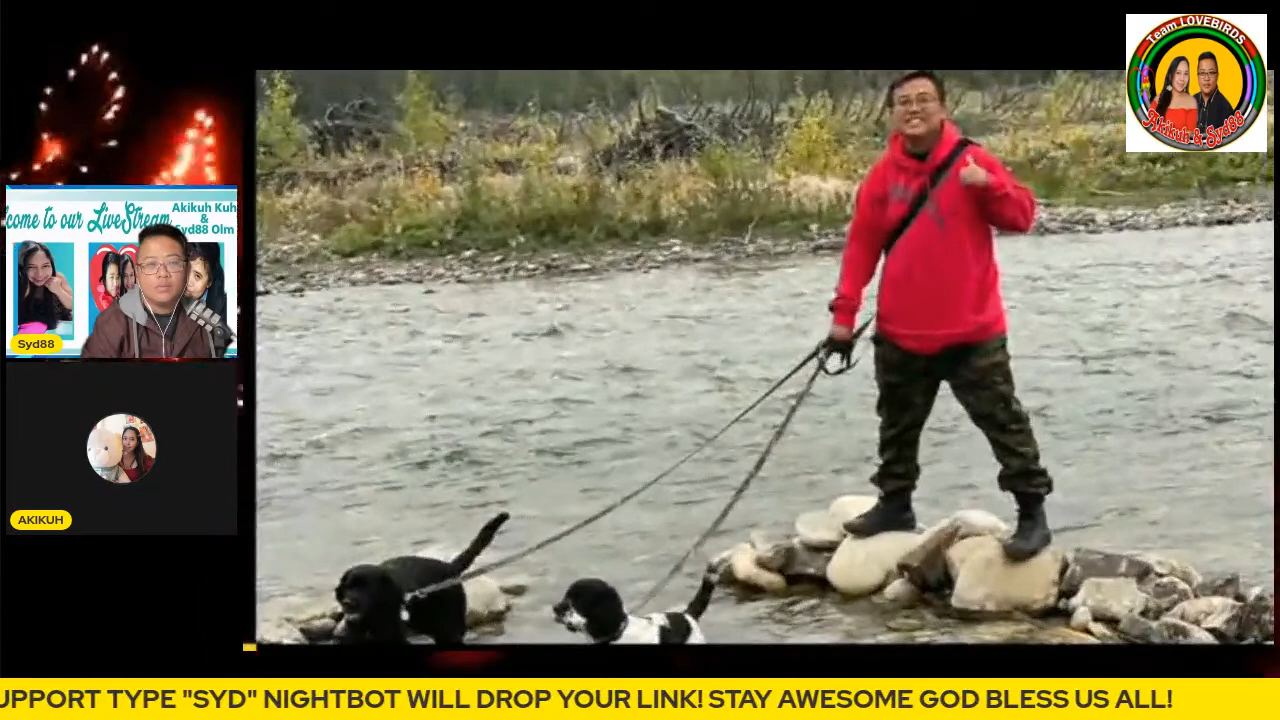 Team LOVEBIRDS
Akikuh & Syd88
come to our LiveStream
Akikuh Kuh
&
Syd88 Olm
Syd88
AKIKUH
UPPORT TYPE "SYD" NIGHTBOT WILL DROP YOUR LINK! STAY AWESOME GOD BLESS US ALL!